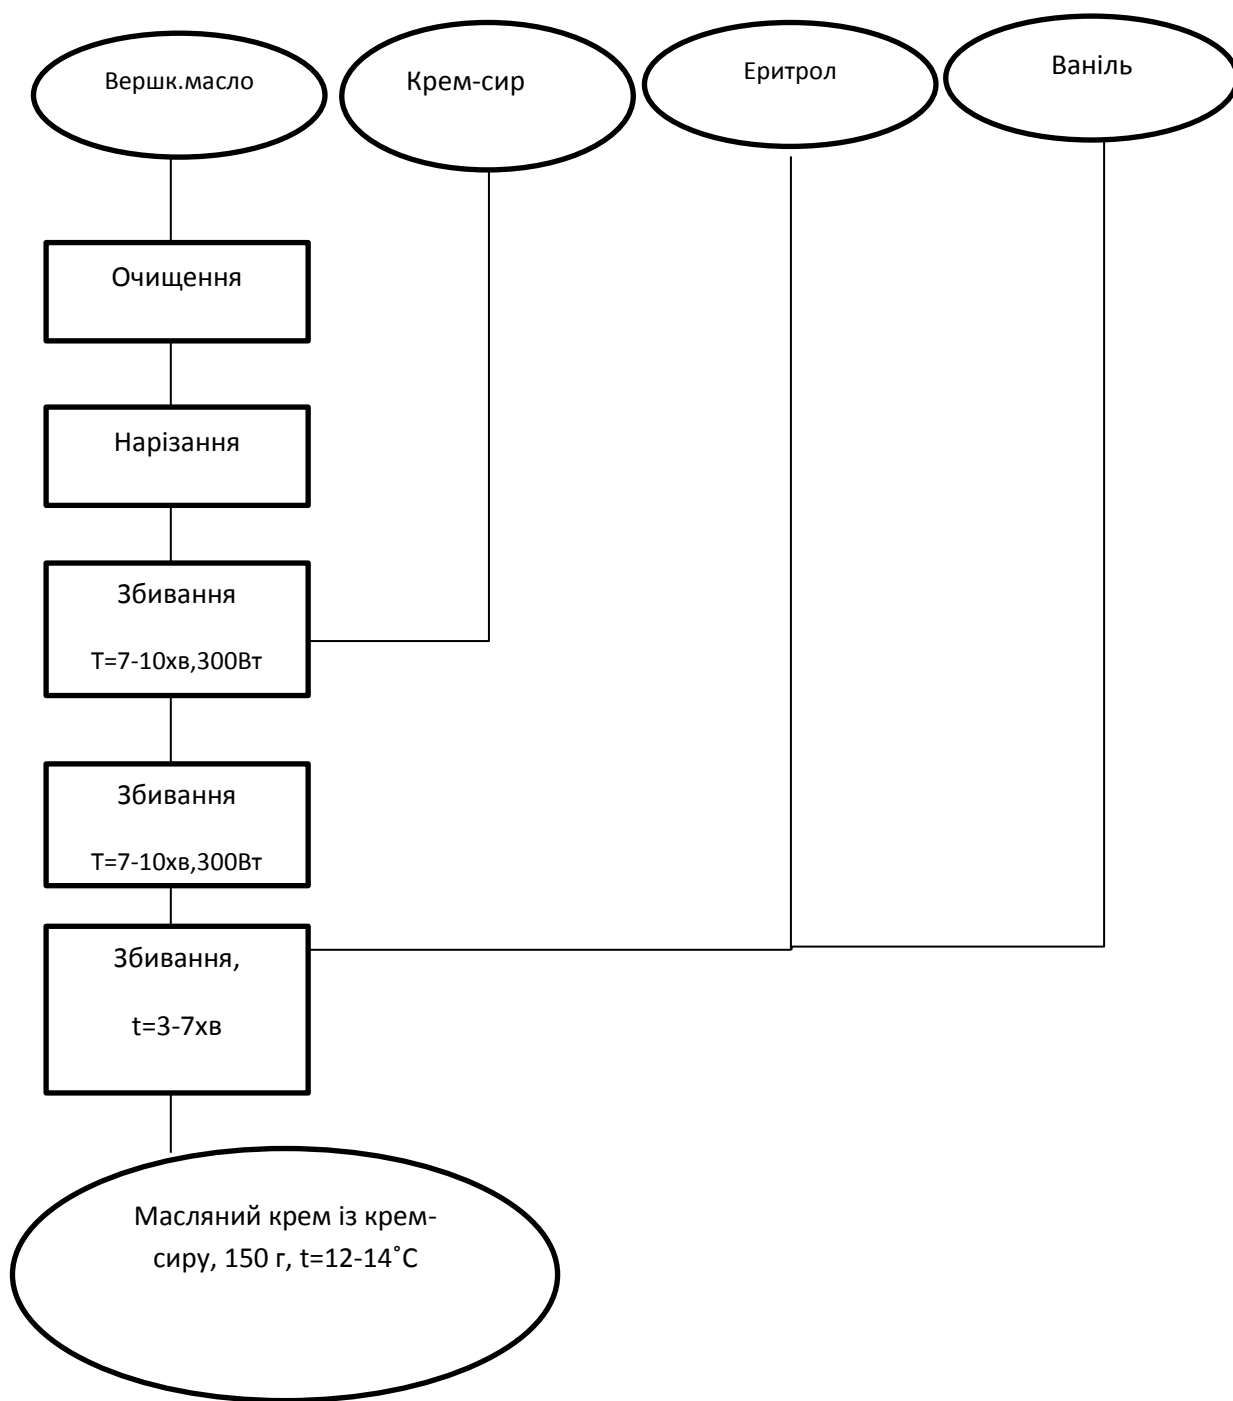 Вершк.масло
Крем-сир
Еритрол
Ваніль
Очищення
Нарізання
Збивання
Т=7-10хв,300Вт
Збивання
Т=7-10хв,300Вт
Збивання,
t=3-7хв
Масляний крем із крем-
сиру, 150 г, t=12-14˚С